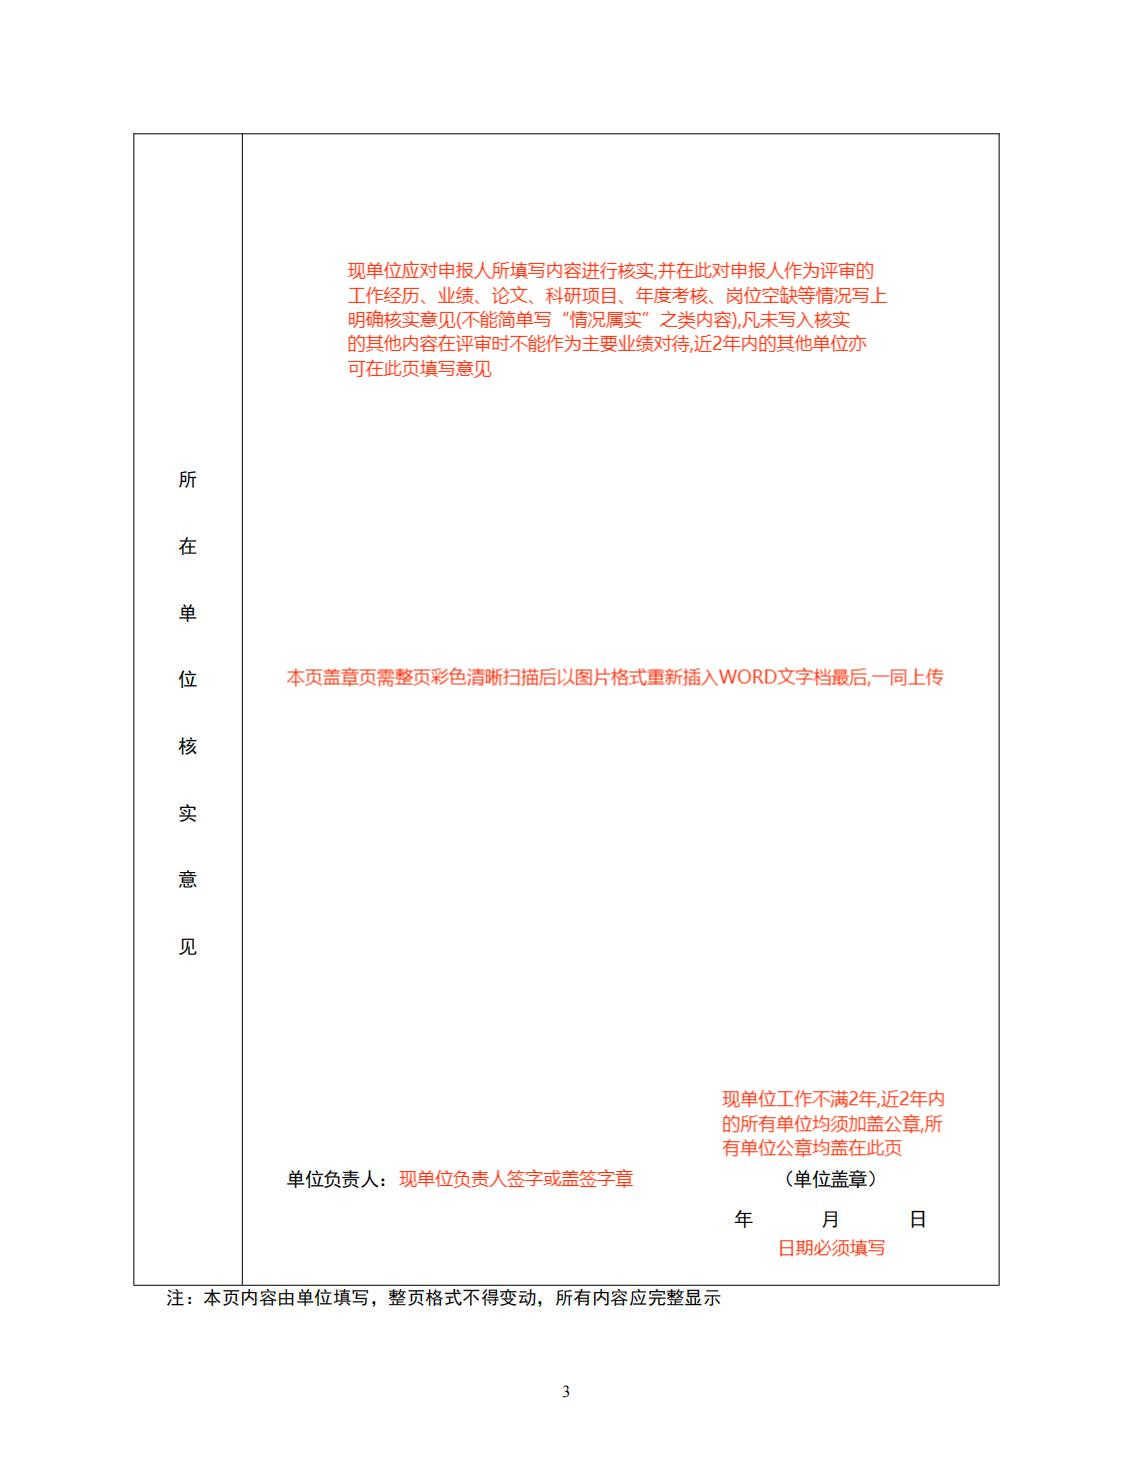 现单位应对申报人所填写内容进行核实,并在此对申报人作为评审的
工作经历、业绩、论文、科研项目、年度考核、岗位空缺等情况写上
明确核实意见(不能简单写“情况属实”之类内容),凡未写入核实
的其他内容在评审时不能作为主要业绩对待,近2年内的其他单位亦
可在此页填写意见
所
在
单
位
核
实
意
见
本页盖章页需整页彩色清晰扫描后以图片格式重新插入WORD文字档最后,一同上传
现单位工作不满2年,近2年内
的所有单位均须加盖公章,所
有单位公章均盖在此页
单位负责人：现单位负责人签字或盖签字章 （单位盖章）
年 月 日
日期必须填写
注：本页内容由单位填写，整页格式不得变动，所有内容应完整显示
3